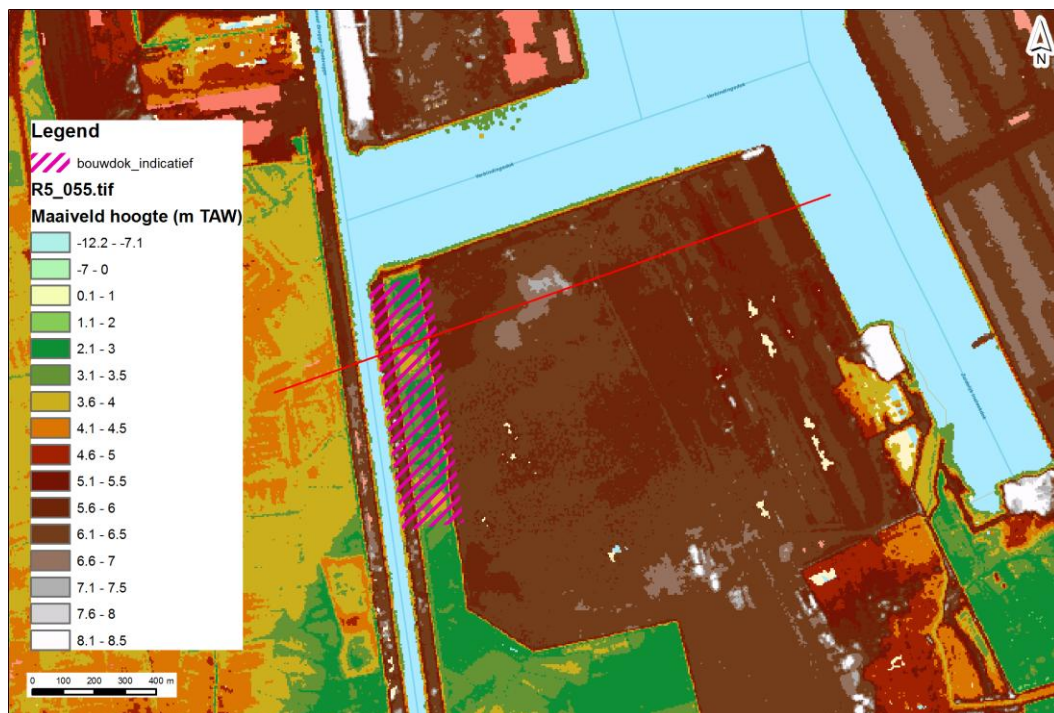 N
Legend
bouwdok_indicatief
R5_055.tif
Maaiveld hoogte (m TAW)
-12.2 - -7.1
-7 - 0
0.1 - 1
1.1 - 2
2.1 - 3
3.1 - 3.5
3.6 - 4
4.1 - 4.5
4.6 - 5
5.1 - 5.5
5.6 - 6
6.1 - 6.5
6.6 - 7
7.1 - 7.5
7.6 - 8
8.1 - 8.5
0 100 200 300 400 m
Verbindingsdok
Verbindingsdok